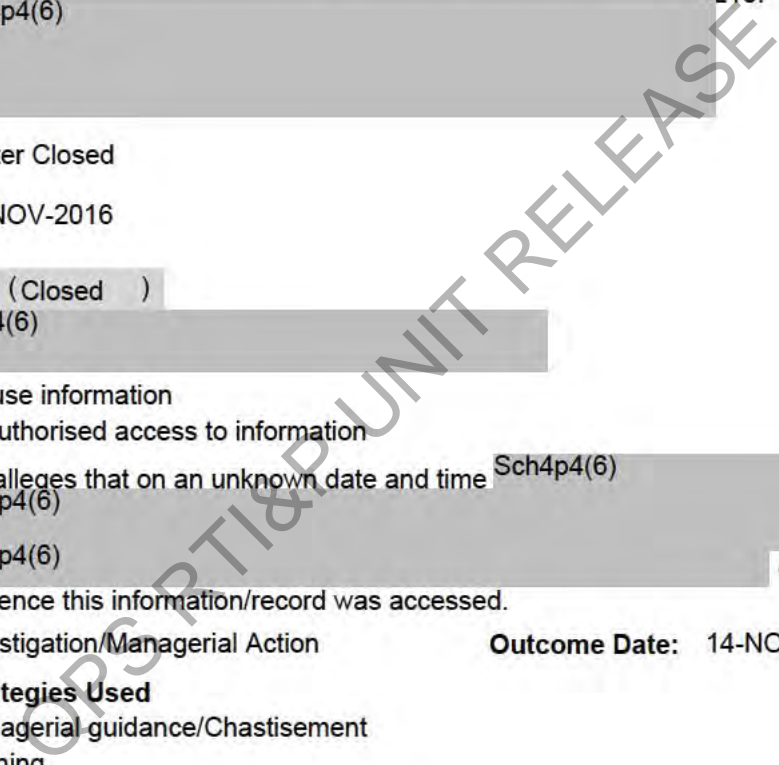 p4(6)
er Closed
NOV-2016
(Closed )
4(6)
use information
uthorised access to information
alleges that on an unknown date and time Sch4p4(6)
p4(6)
p4(6)
ence this information/record was accessed.
stigation/Managerial Action Outcome Date: 14-NO
tegies Used
agerial guidance/Chastisement
QPS RTI&P UNIT RELEASE